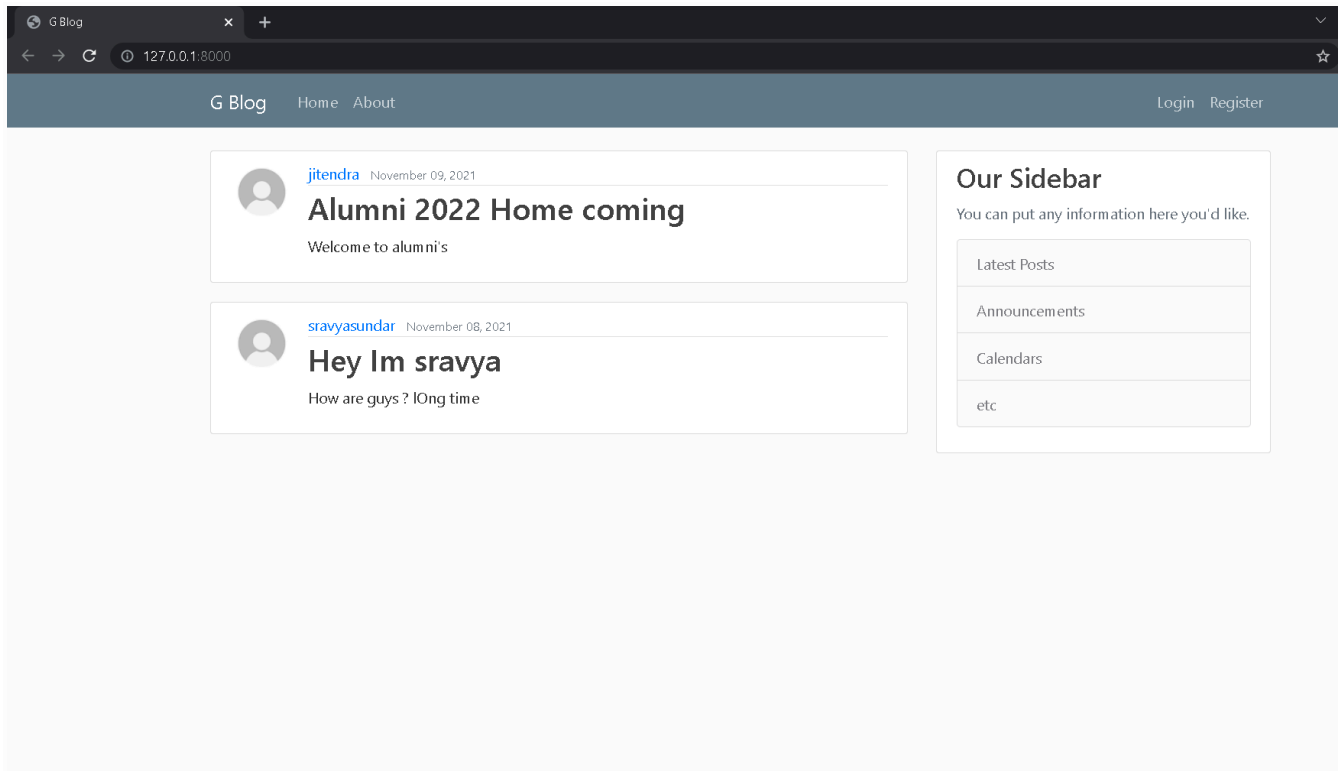 G Blog
127.0.0.1:8000
G Blog Home About Login Register
jitendra November 09, 2021
Alumni 2022 Home coming
Welcome to alumni's
sravyasundar November 08, 2021
Hey Im sravya
How are guys ? lOng time
Our Sidebar
You can put any information here you'd like.
Latest Posts
Announcements
Calendars
etc